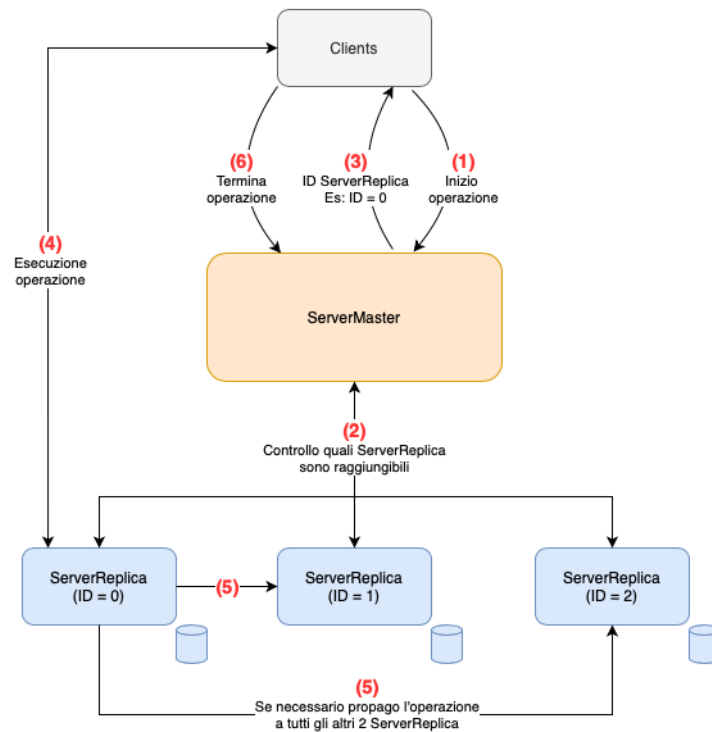 Clients
(6)
Termina
operazione
(3)
ID ServerReplica
Es: ID = 0
(1)
Inizio
operazione
(4)
Esecuzione
operazione
ServerMaster
(2)
Controllo quali ServerReplica
sono raggiungibili
ServerReplica
(ID = 0)
(5)
ServerReplica
(ID = 1)
ServerReplica
(ID = 2)
(5)
Se necessario propago l'operazione
a tutti gli altri 2 ServerReplica